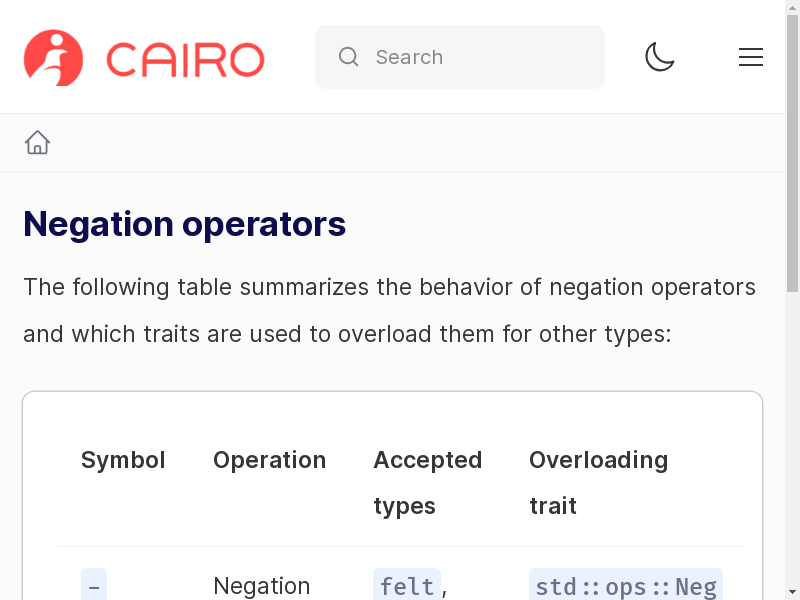 CAIRO
Search
Negation operators
The following table summarizes the behavior of negation operators
and which traits are used to overload them for other types:
Symbol Operation Accepted types Overloading trait
- Negation felt, std::ops::Neg